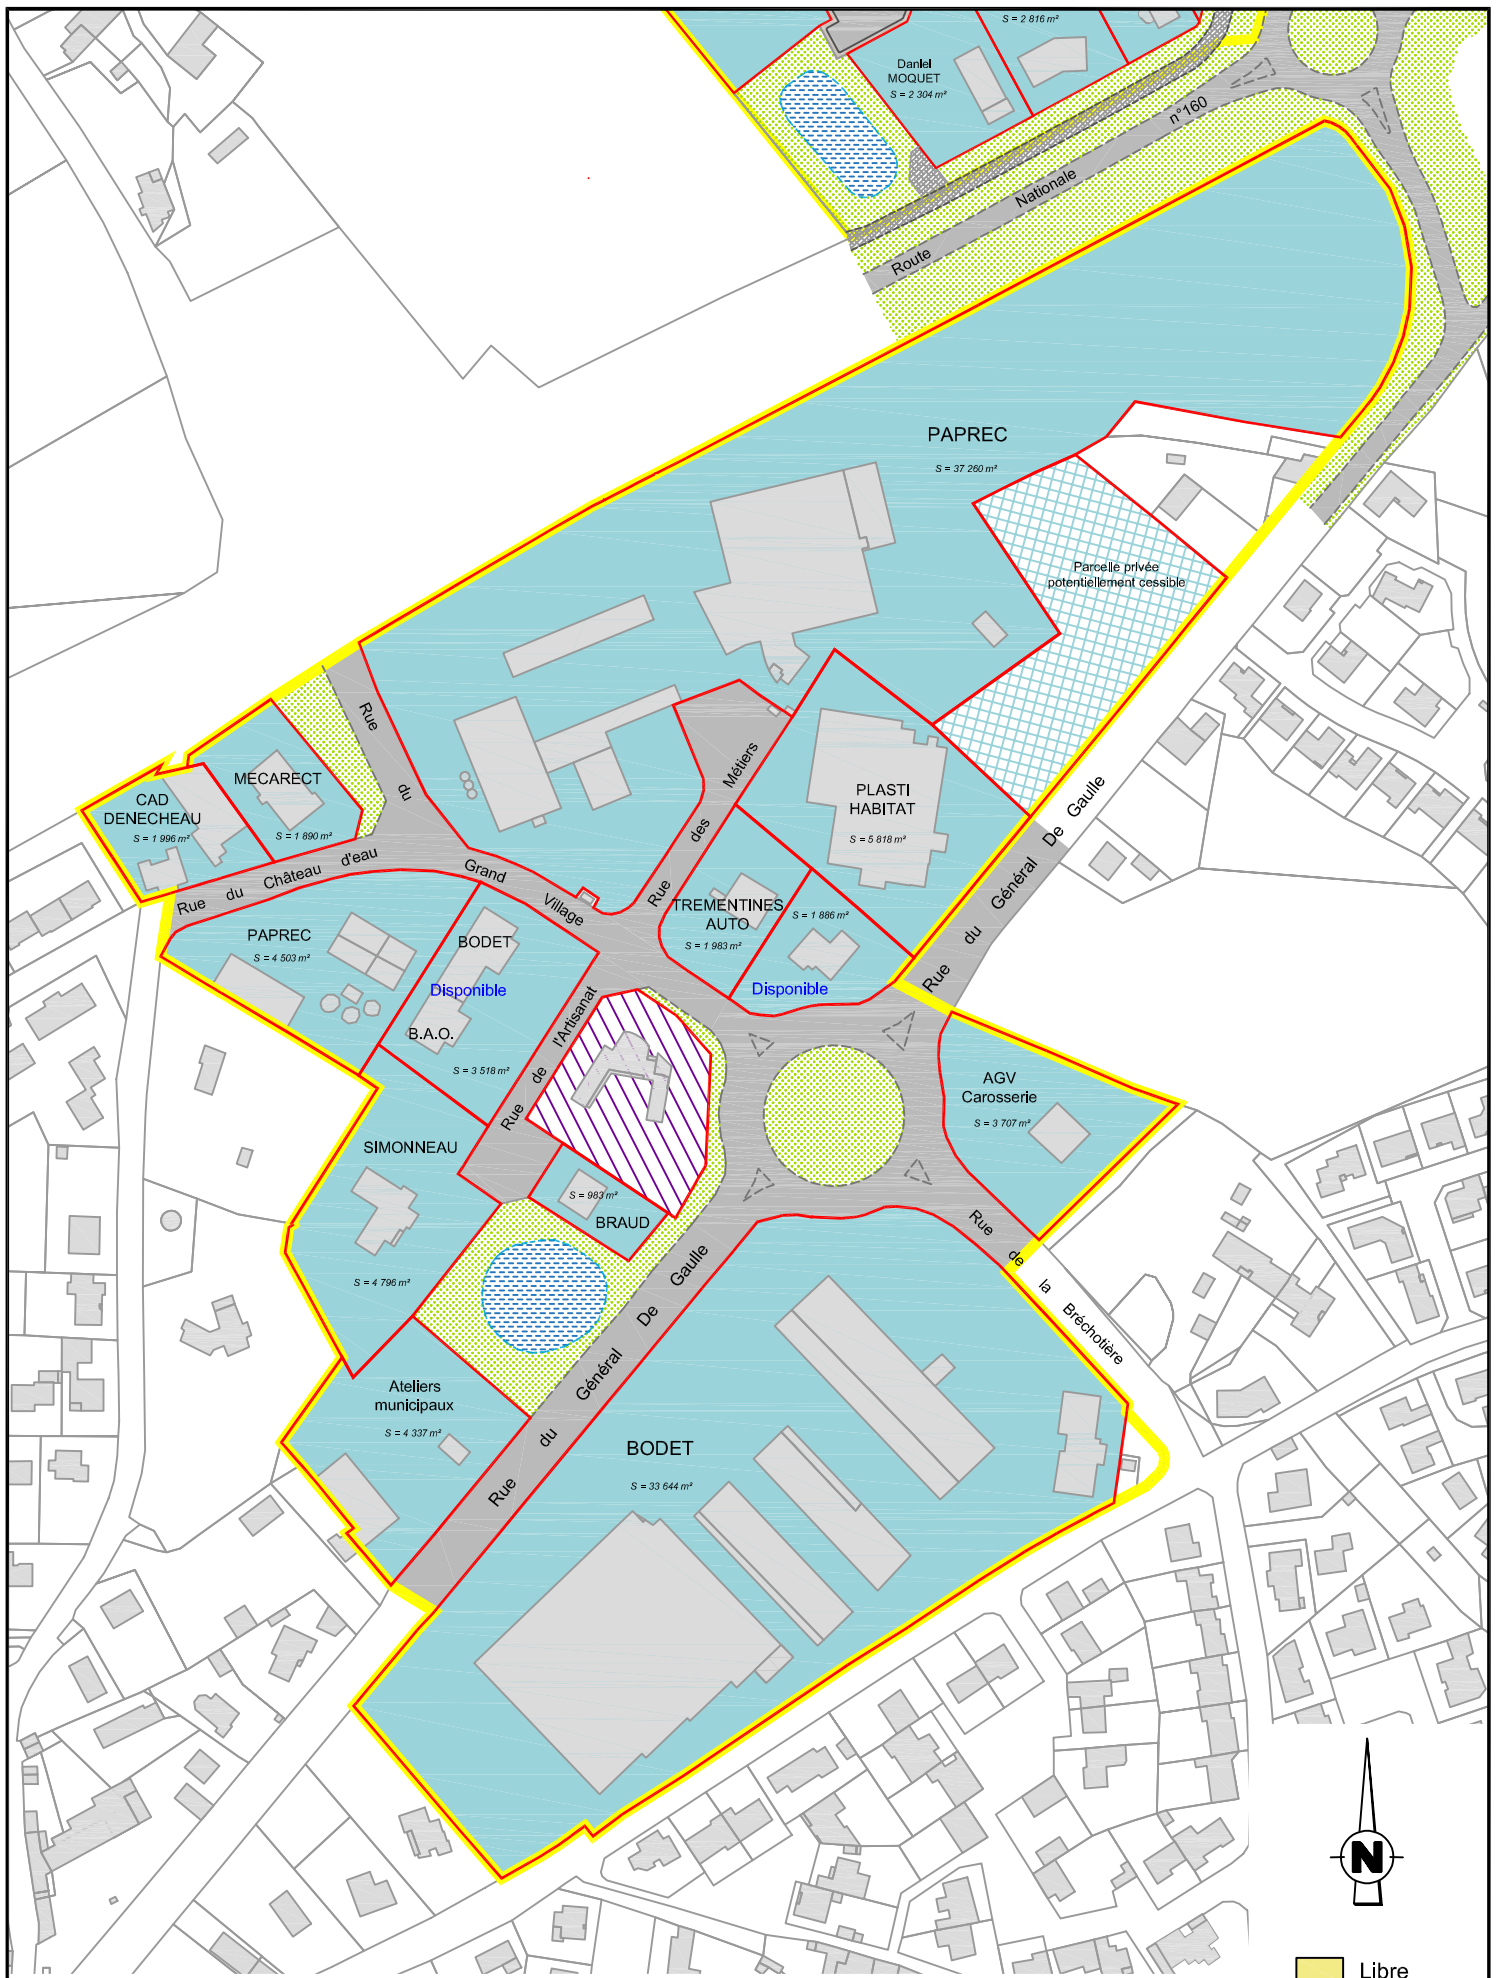 S = 2 816 m²
Daniel
MOQUET
S = 2 304 m²
n°160
Nationale
Route
PAPREC
S = 37 260 m²
Parcelle privée
potentiellement cessible
Rue du Grand Village
Rue des Métiers
MECARECT
S = 1 890 m²
CAD
DENECHEAU
S = 1 996 m²
PLASTI
HABITAT
S = 5 818 m²
Rue du Château d'eau
Rue du Général De Gaulle
TREMENTINES
AUTO
S = 1 983 m²
S = 1 886 m²
Disponible
PAPREC
S = 4 503 m²
BODET
Disponible
B.A.O.
S = 3 518 m²
Rue de l'Artisanat
AGV
Carosserie
S = 3 707 m²
SIMONNEAU
S = 4 796 m²
S = 983 m²
BRAUD
Rue de la Bréchotière
Rue du Général De Gaulle
Ateliers
municipaux
S = 4 337 m²
BODET
S = 33 644 m²
N
Libre